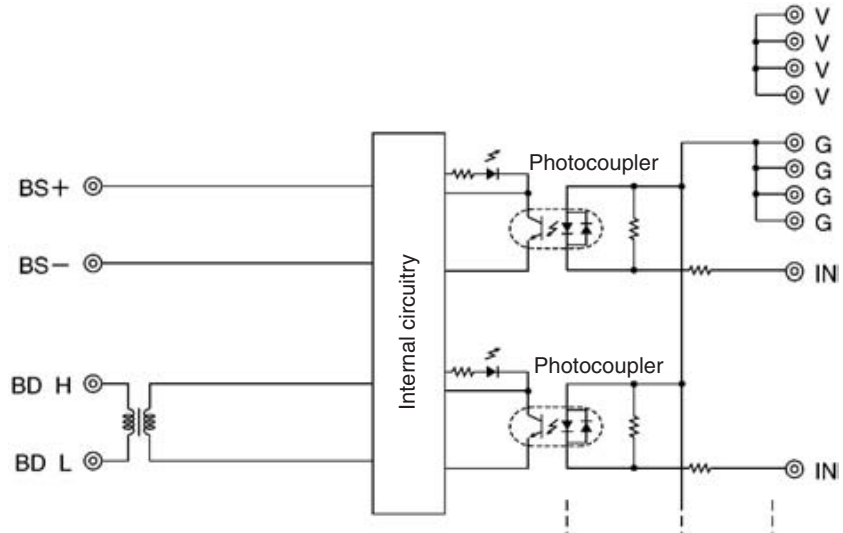 V
V
V
V
G
G
G
G
Photocoupler
BS+
BS−
IN
Internal circuitry
Photocoupler
BD H
BD L
IN